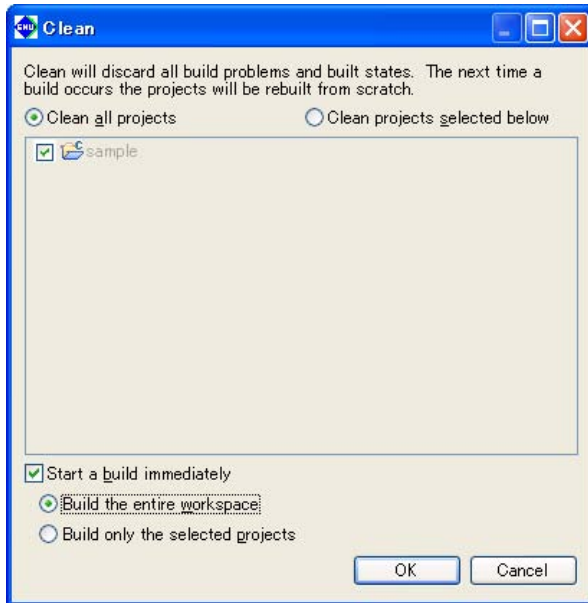 Clean
Clean will discard all build problems and built states. The next time a
build occurs the projects will be rebuilt from scratch.
Clean all projects Clean projects selected below
sample
Start a build immediately
Build the entire workspace
Build only the selected projects
OK Cancel